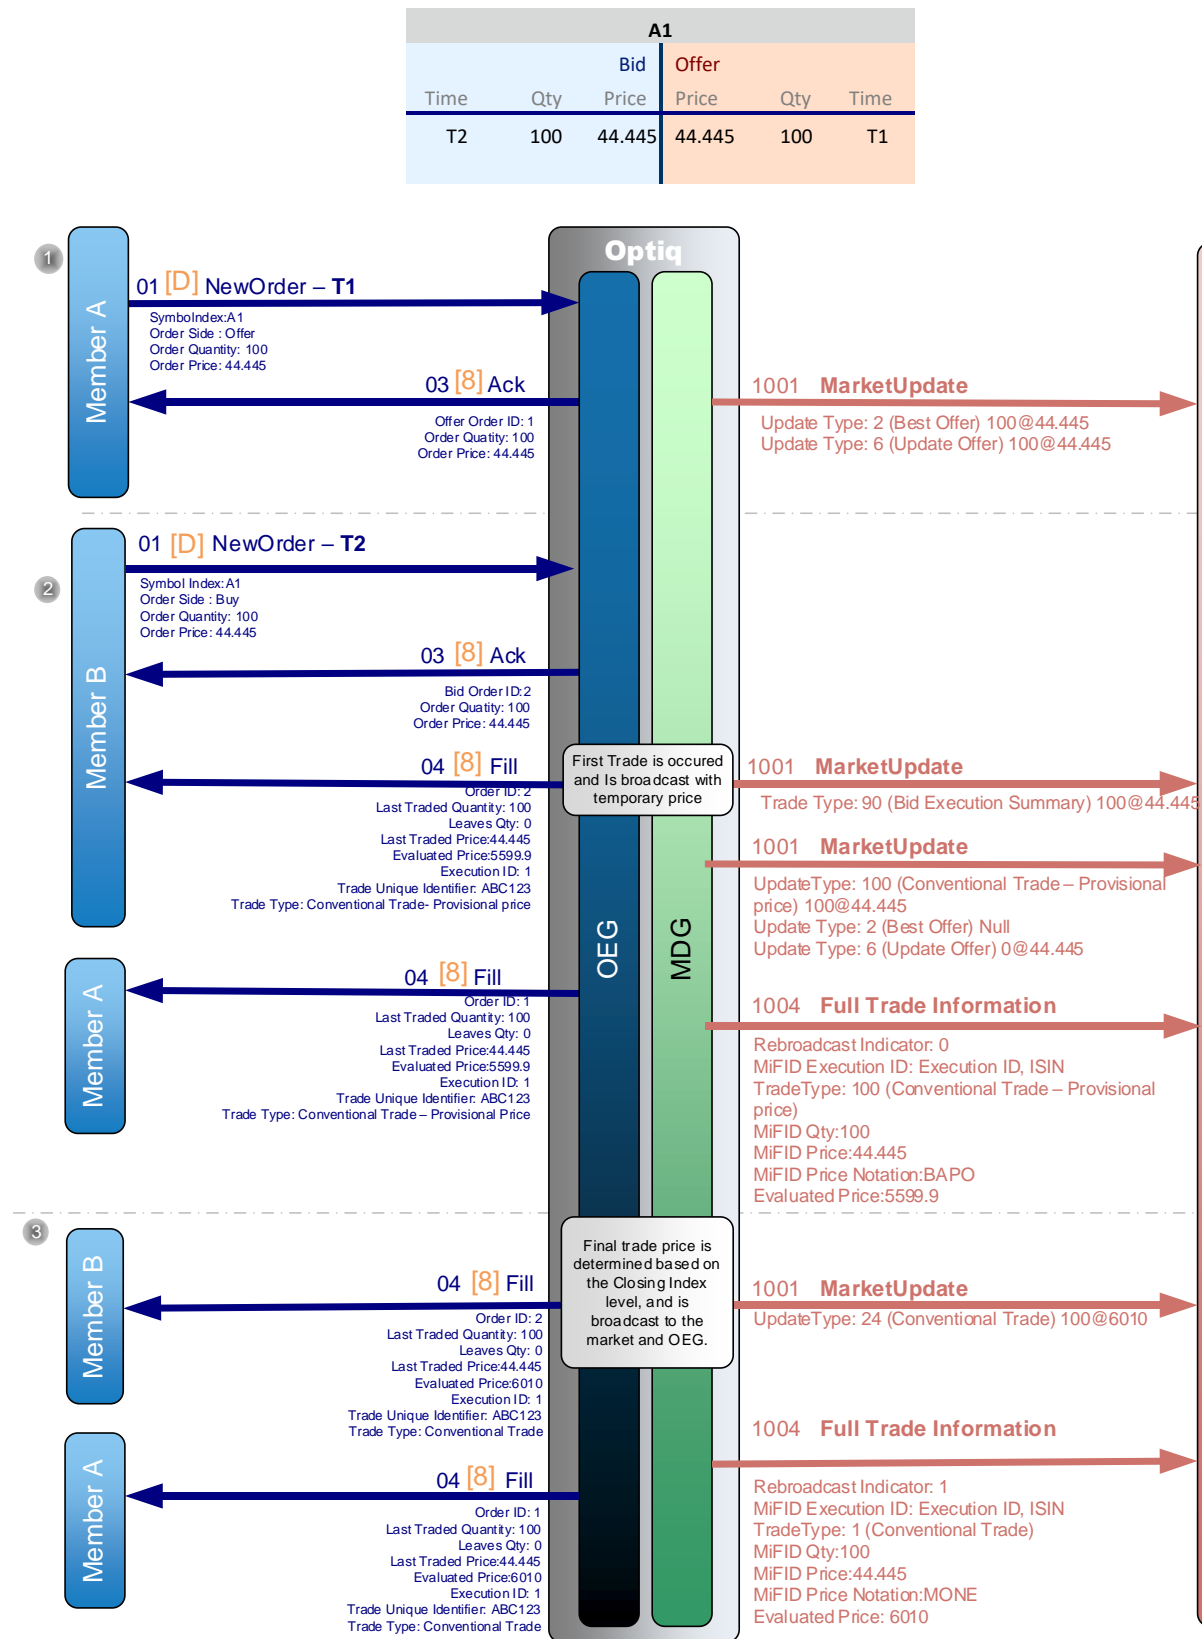 A1
Bid Offer
Time Qty Price Price Qty Time
T2 100 44.445 44.445 100 T1
Optiq
1
Member A
01 [D] NewOrder – T1
SymbolIndex:A1
Order Side : Offer
Order Quantity: 100
Order Price: 44.445
03 [8] Ack
Offer Order ID: 1
Order Quatity: 100
Order Price: 44.445
1001 MarketUpdate
Update Type: 2 (Best Offer) 100@44.445
Update Type: 6 (Update Offer) 100@44.445
2
Member B
01 [D] NewOrder – T2
Symbol Index:A1
Order Side : Buy
Order Quantity: 100
Order Price: 44.445
03 [8] Ack
Bid Order ID:2
Order Quatity: 100
Order Price: 44.445
04 [8] Fill
Order ID: 2
Last Traded Quantity: 100
Leaves Qty: 0
Last Traded Price:44.445
Evaluated Price:5599.9
Execution ID: 1
Trade Unique Identifier: ABC123
Trade Type: Conventional Trade- Provisional price
First Trade is occured
and Is broadcast with
temporary price
1001 MarketUpdate
Trade Type: 90 (Bid Execution Summary) 100@44.445
1001 MarketUpdate
UpdateType: 100 (Conventional Trade – Provisional
price) 100@44.445
Update Type: 2 (Best Offer) Null
Update Type: 6 (Update Offer) 0@44.445
OEG
MDG
Member A
04 [8] Fill
Order ID: 1
Last Traded Quantity: 100
Leaves Qty: 0
Last Traded Price:44.445
Evaluated Price:5599.9
Execution ID: 1
Trade Unique Identifier: ABC123
Trade Type: Conventional Trade – Provisional Price
1004 Full Trade Information
Rebroadcast Indicator: 0
MiFID Execution ID: Execution ID, ISIN
TradeType: 100 (Conventional Trade – Provisional
price)
MiFID Qty:100
MiFID Price:44.445
MiFID Price Notation:BAPO
Evaluated Price:5599.9
3
Member B
04 [8] Fill
Order ID: 2
Last Traded Quantity: 100
Leaves Qty: 0
Last Traded Price:44.445
Evaluated Price:6010
Execution ID: 1
Trade Unique Identifier: ABC123
Trade Type: Conventional Trade
Final trade price is
determined based on
the Closing Index
level, and is
broadcast to the
market and OEG.
1001 MarketUpdate
UpdateType: 24 (Conventional Trade) 100@6010
Member A
04 [8] Fill
Order ID: 1
Last Traded Quantity: 100
Leaves Qty: 0
Last Traded Price:44.445
Evaluated Price:6010
Execution ID: 1
Trade Unique Identifier: ABC123
Trade Type: Conventional Trade
1004 Full Trade Information
Rebroadcast Indicator: 1
MiFID Execution ID: Execution ID, ISIN
TradeType: 1 (Conventional Trade)
MiFID Qty:100
MiFID Price:44.445
MiFID Price Notation:MONE
Evaluated Price: 6010